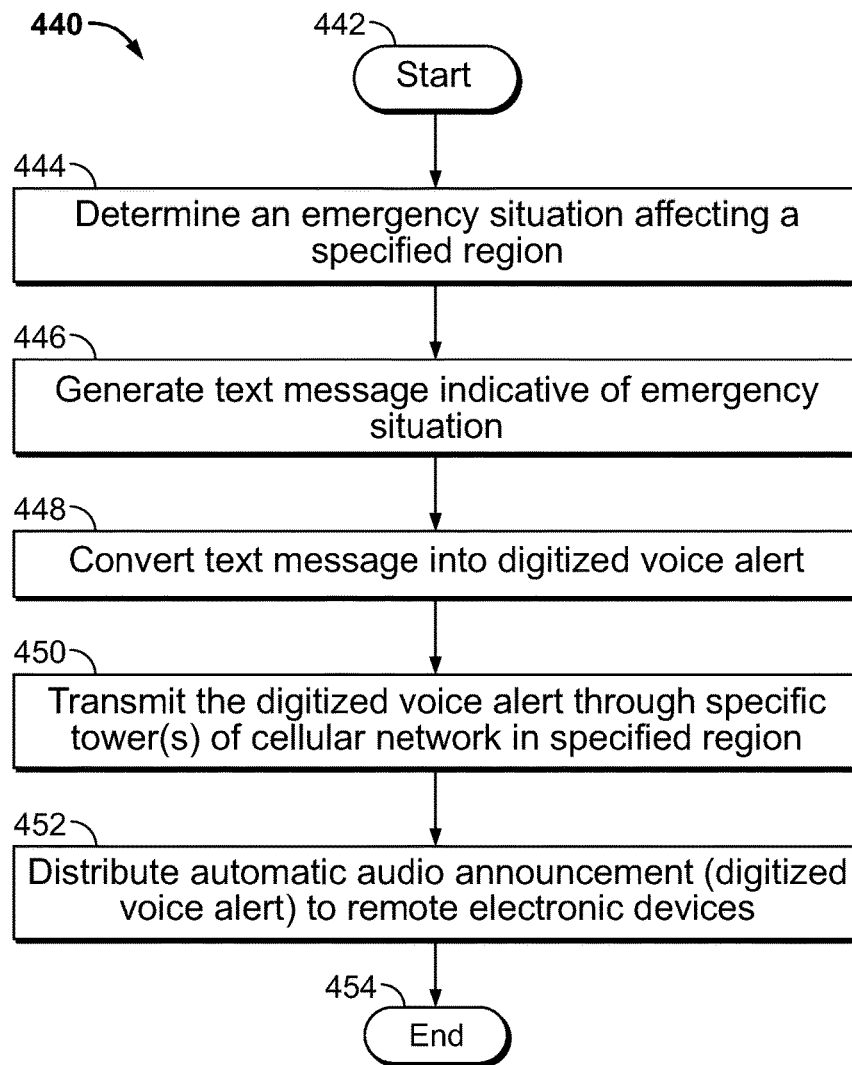 440
442
Start
444
Determine an emergency situation affecting a
specified region
446
Generate text message indicative of emergency
situation
448
Convert text message into digitized voice alert
450
Transmit the digitized voice alert through specific
tower(s) of cellular network in specified region
452
Distribute automatic audio announcement (digitized
voice alert) to remote electronic devices
454
End